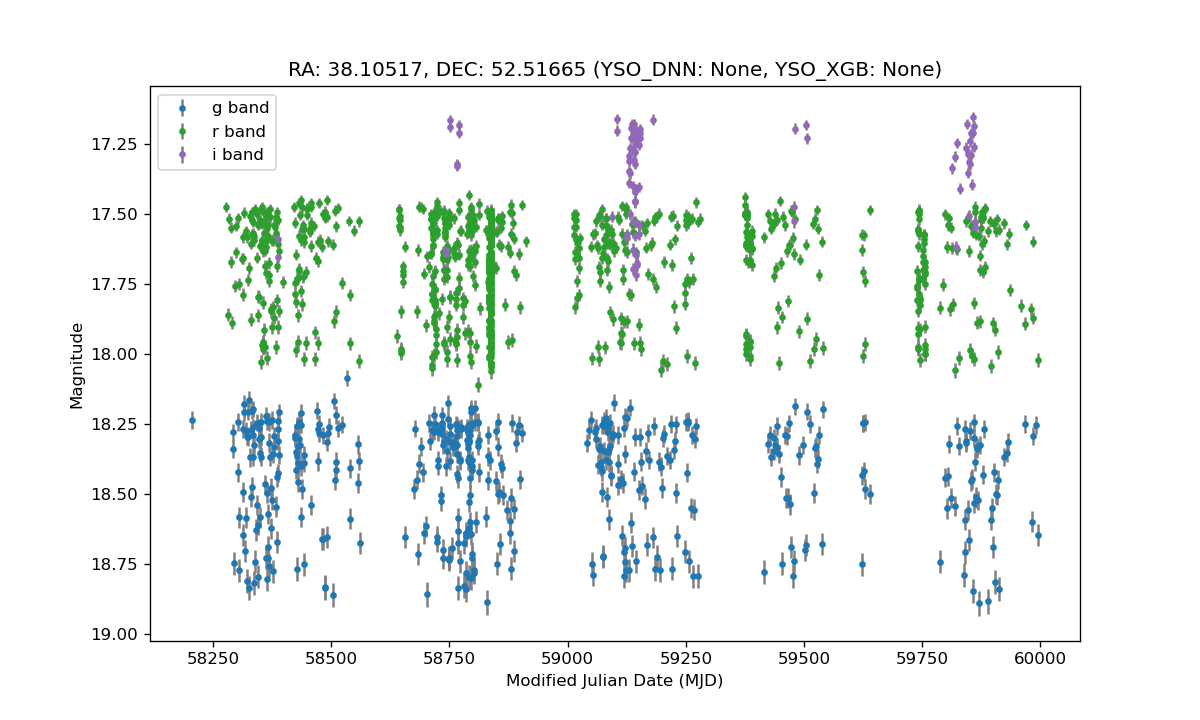 RA: 38.10517, DEC: 52.51665 (YSO_DNN: None, YSO_XGB: None)
g band
r band
i band
17.25
17.50
17.75
18.00
18.25
18.50
18.75
19.00
Magnitude
58250 58500 58750 59000 59250 59500 59750 60000
Modified Julian Date (MJD)